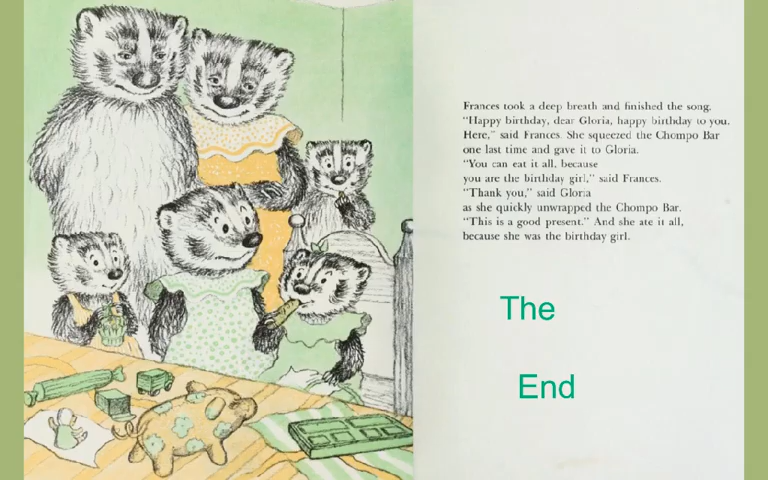 Frances took a deep breath and finished the song.
"Happy birthday, dear Gloria, happy birthday to you.
Here," said Frances. She squeezed the Chompo Bar
one last time and gave it to Gloria.
"You can eat it all, because
you are the birthday girl," said Frances.
"Thank you," said Gloria
as she quickly unwrapped the Chompo Bar.
"This is a good present." And she ate it all,
because she was the birthday girl.
The
End